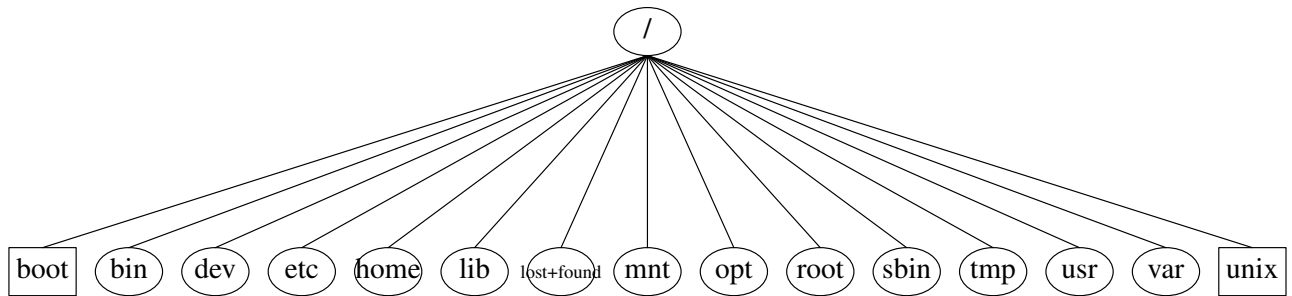 /
boot bin dev etc home lib lost+found mnt opt root sbin tmp usr var unix